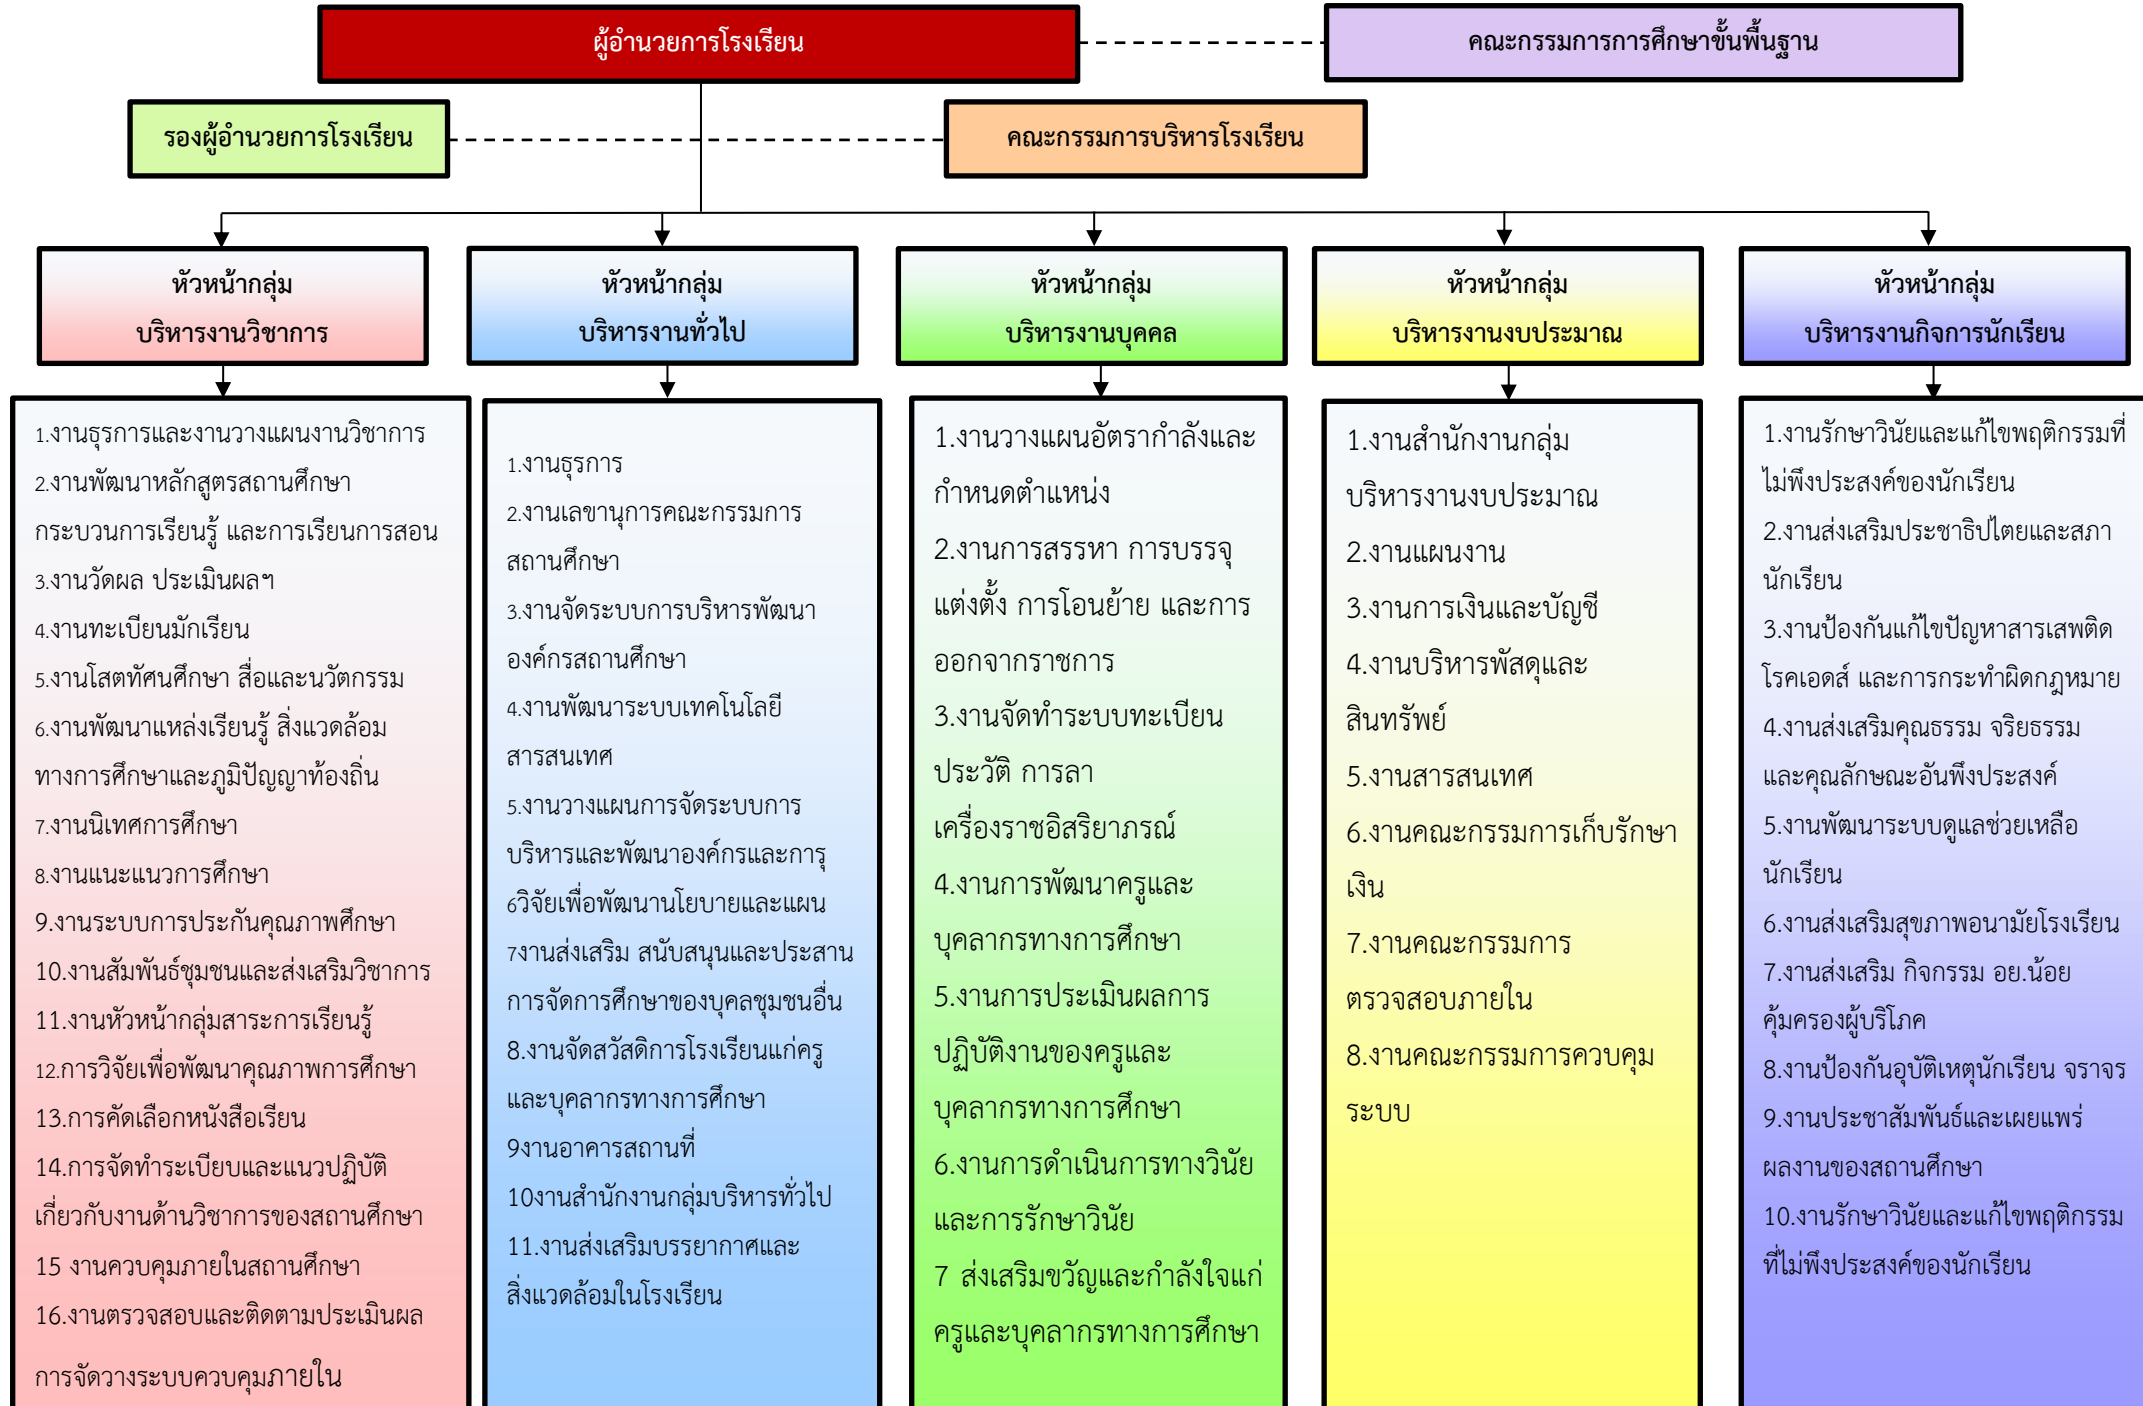 ผู้อำนวยการโรงเรียน
คณะกรรมการการศึกษาขั้นพื้นฐาน
รองผู้อำนวยการโรงเรียน
คณะกรรมการบริหารโรงเรียน
หัวหน้ากลุ่ม
บริหารงานวิชาการ
หัวหน้ากลุ่ม
บริหารงานทั่วไป
หัวหน้ากลุ่ม
บริหารงานบุคคล
หัวหน้ากลุ่ม
บริหารงานงบประมาณ
หัวหน้ากลุ่ม
บริหารงานกิจการนักเรียน
1.งานธุรการและงานวางแผนงานวิชาการ
2.งานพัฒนาหลักสูตรสถานศึกษา
กระบวนการเรียนรู้ และการเรียนการสอน
3.งานวัดผล ประเมินผลฯ
4.งานทะเบียนมักเรียน
5.งานโสตทัศนศึกษา สื่อและนวัตกรรม
6.งานพัฒนาแหล่งเรียนรู้ สิ่งแวดล้อม
ทางการศึกษาและภูมิปัญญาท้องถิ่น
7.งานนิเทศการศึกษา
8.งานแนะแนวการศึกษา
9.งานระบบการประกันคุณภาพศึกษา
10.งานสัมพันธ์ชุมชนและส่งเสริมวิชาการ
11.งานหัวหน้ากลุ่มสาระการเรียนรู้
12.การวิจัยเพื่อพัฒนาคุณภาพการศึกษา
13.การคัดเลือกหนังสือเรียน
14.การจัดทำระเบียบและแนวปฏิบัติ
เกี่ยวกับงานด้านวิชาการของสถานศึกษา
15 งานควบคุมภายในสถานศึกษา
16.งานตรวจสอบและติดตามประเมินผล
การจัดวางระบบควบคุมภายใน
1.งานธุรการ
2.งานเลขานุการคณะกรรมการ
สถานศึกษา
3.งานจัดระบบการบริหารพัฒนา
องค์กรสถานศึกษา
4.งานพัฒนาระบบเทคโนโลยี
สารสนเทศ
5.งานวางแผนการจัดระบบการ
บริหารและพัฒนาองค์กรและการุ
6วิจัยเพื่อพัฒนานโยบายและแผน
7งานส่งเสริม สนับสนุนและประสาน
การจัดการศึกษาของบุคลชุมชนอื่น
8.งานจัดสวัสดิการโรงเรียนแก่ครู
และบุคลากรทางการศึกษา
9งานอาคารสถานที่
10งานสำนักงานกลุ่มบริหารทั่วไป
11.งานส่งเสริมบรรยากาศและ
สิ่งแวดล้อมในโรงเรียน
1.งานวางแผนอัตรากำลังและ
กำหนดตำแหน่ง
2.งานการสรรหา การบรรจุ
แต่งตั้ง การโอนย้าย และการ
ออกจากราชการ
3.งานจัดทำระบบทะเบียน
ประวัติ การลา
เครื่องราชอิสริยาภรณ์
4.งานการพัฒนาครูและ
บุคลากรทางการศึกษา
5.งานการประเมินผลการ
ปฏิบัติงานของครูและ
บุคลากรทางการศึกษา
6.งานการดำเนินการทางวินัย
และการรักษาวินัย
7 ส่งเสริมขวัญและกำลังใจแก่
ครูและบุคลากรทางการศึกษา
1.งานสำนักงานกลุ่ม
บริหารงานงบประมาณ
2.งานแผนงาน
3.งานการเงินและบัญชี
4.งานบริหารพัสดุและ
สินทรัพย์
5.งานสารสนเทศ
6.งานคณะกรรมการเก็บรักษา
เงิน
7.งานคณะกรรมการ
ตรวจสอบภายใน
8.งานคณะกรรมการควบคุม
ระบบ
1.งานรักษาวินัยและแก้ไขพฤติกรรมที่
ไม่พึงประสงค์ของนักเรียน
2.งานส่งเสริมประชาธิปไตยและสภา
นักเรียน
3.งานป้องกันแก้ไขปัญหาสารเสพติด
โรคเอดส์ และการกระทำผิดกฎหมาย
4.งานส่งเสริมคุณธรรม จริยธรรม
และคุณลักษณะอันพึงประสงค์
5.งานพัฒนาระบบดูแลช่วยเหลือ
นักเรียน
6.งานส่งเสริมสุขภาพอนามัยโรงเรียน
7.งานส่งเสริม กิจกรรม อย.น้อย
คุ้มครองผู้บริโภค
8.งานป้องกันอุบัติเหตุนักเรียน จราจร
9.งานประชาสัมพันธ์และเผยแพร่
ผลงานของสถานศึกษา
10.งานรักษาวินัยและแก้ไขพฤติกรรม
ที่ไม่พึงประสงค์ของนักเรียน